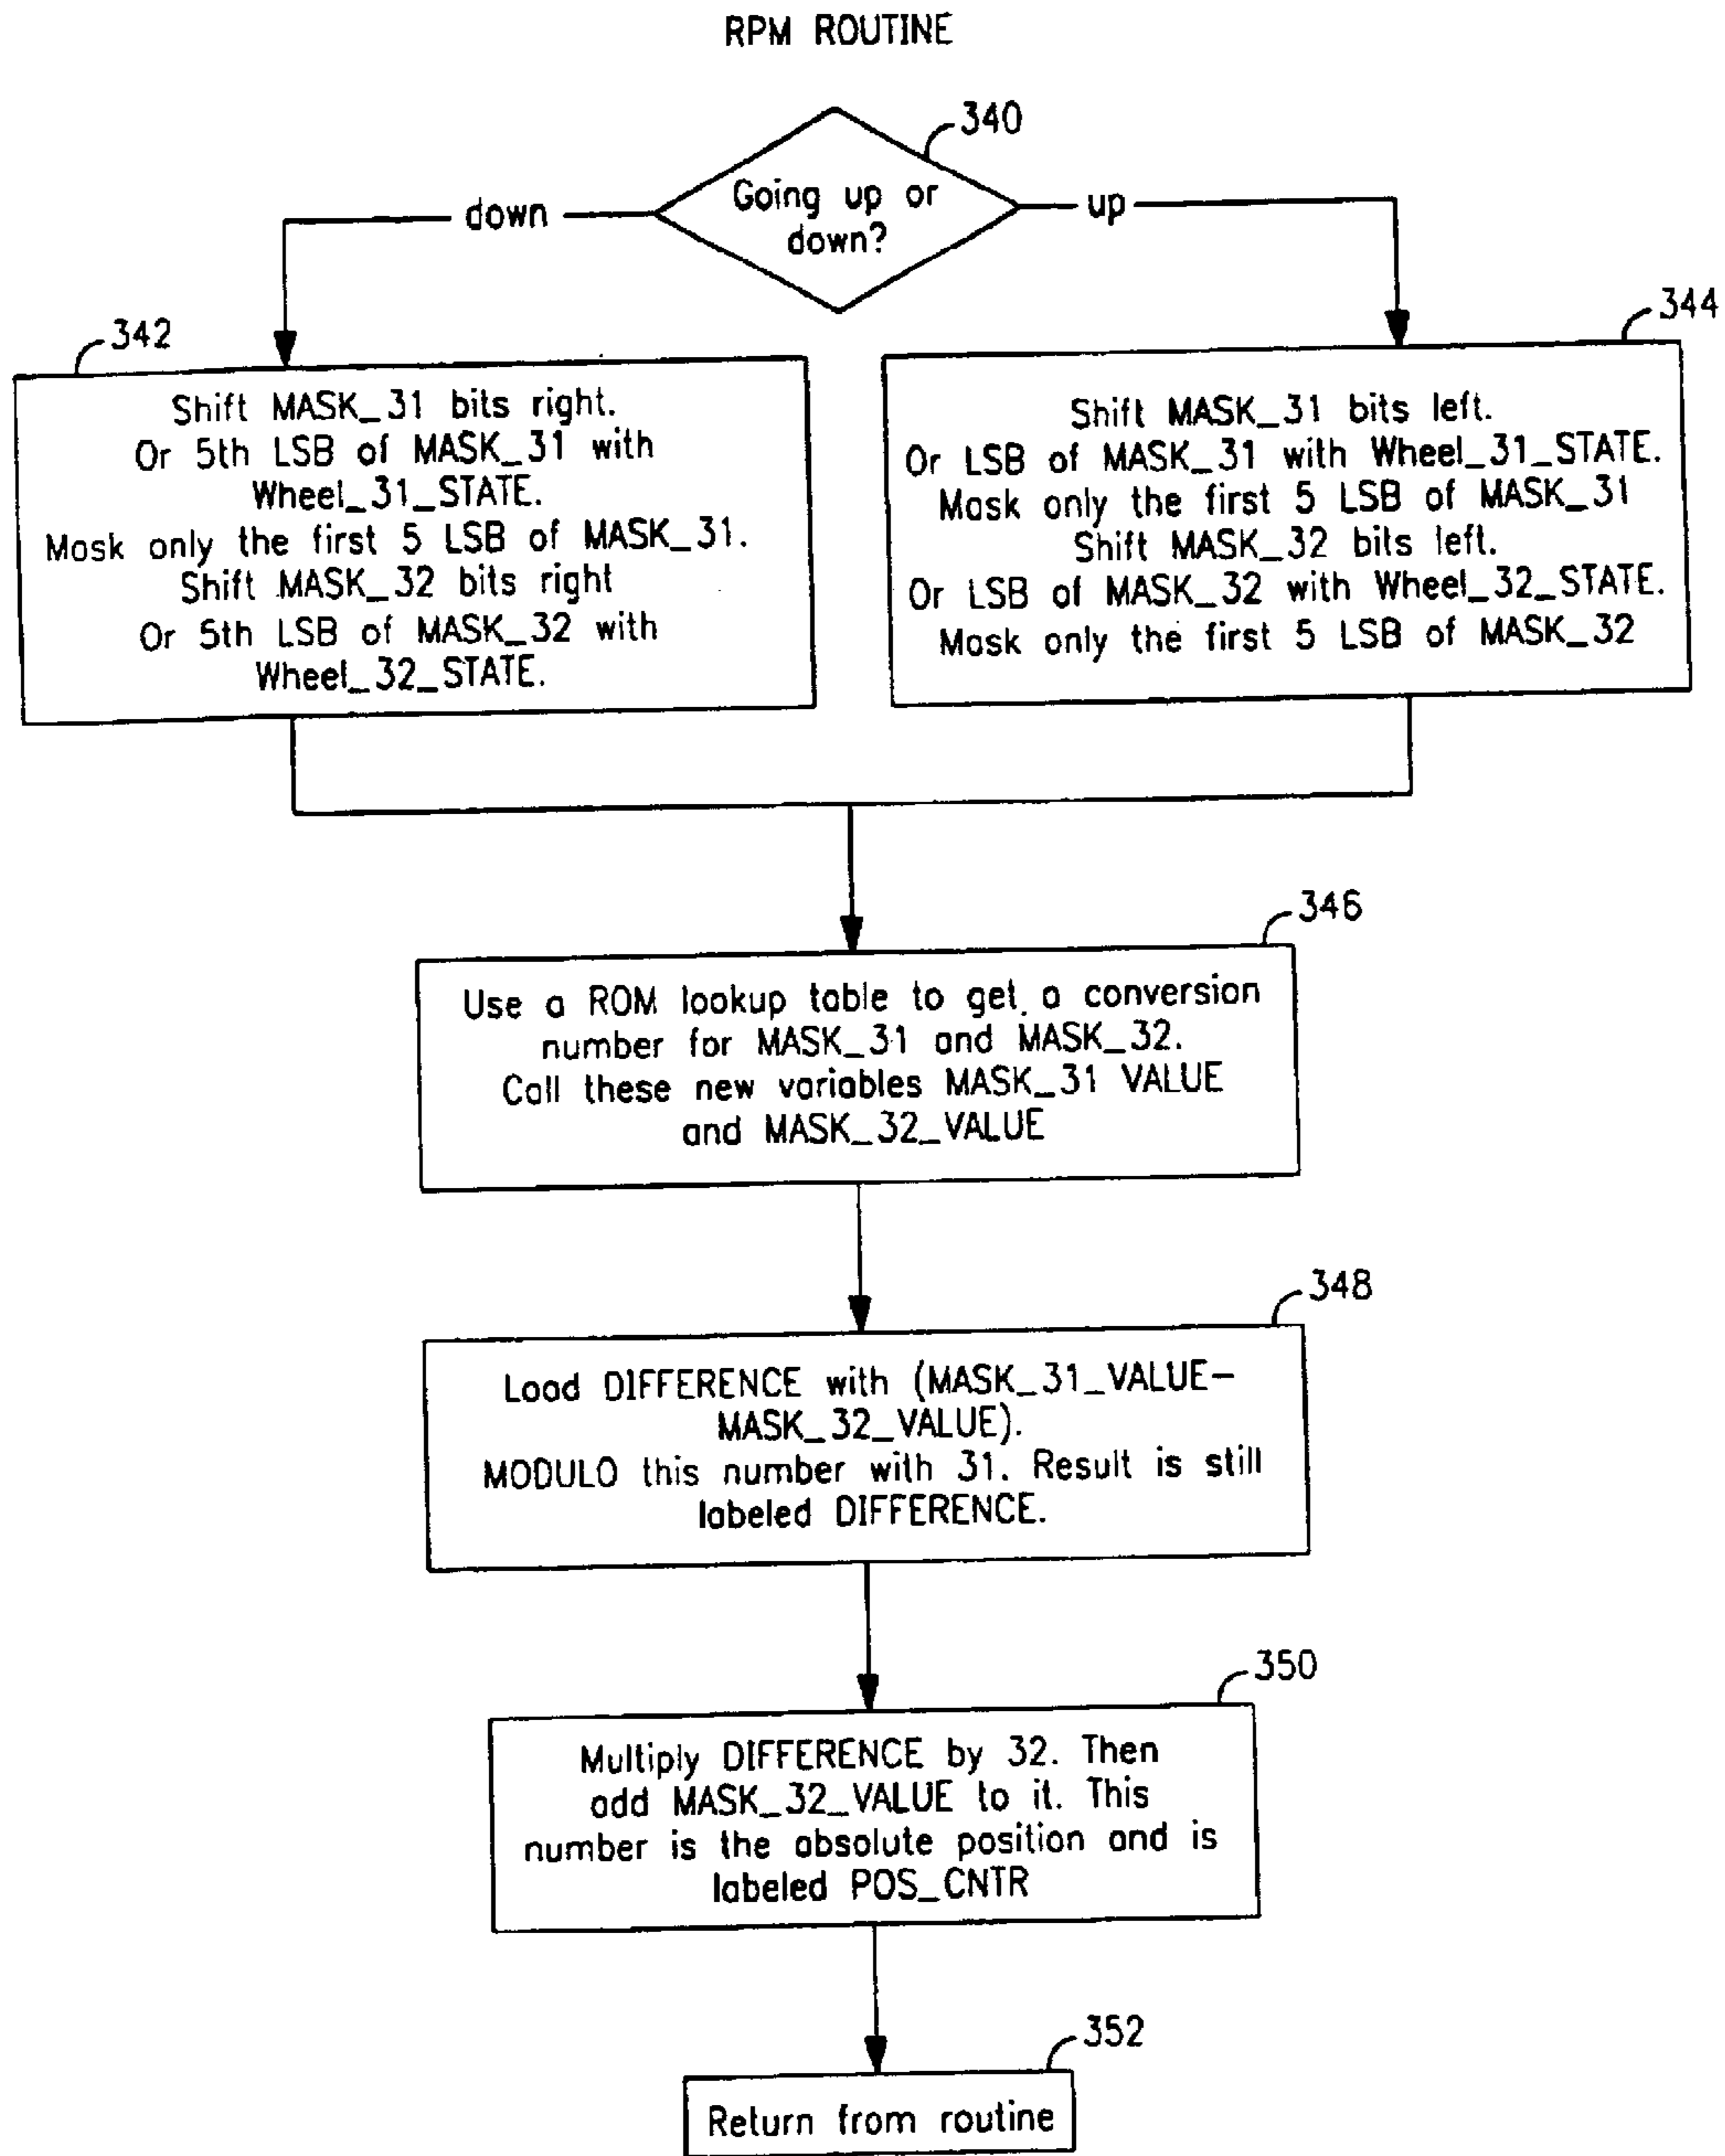 RPM ROUTINE
340
Going up or
down?
down
up
342
Shift MASK_31 bits right.
Or 5th LSB of MASK_31 with
Wheel_31_STATE.
Mask only the first 5 LSB of MASK_31.
Shift MASK_32 bits right
Or 5th LSB of MASK_32 with
Wheel_32_STATE.
344
Shift MASK_31 bits left.
Or LSB of MASK_31 with Wheel_31_STATE.
Mask only the first 5 LSB of MASK_31
Shift MASK_32 bits left.
Or LSB of MASK_32 with Wheel_32_STATE.
Mask only the first 5 LSB of MASK_32
346
Use a ROM lookup table to get a conversion
number for MASK_31 and MASK_32.
Call these new variables MASK_31 VALUE
and MASK_32_VALUE
348
Load DIFFERENCE with (MASK_31_VALUE-
MASK_32_VALUE).
MODULO this number with 31. Result is still
labeled DIFFERENCE.
350
Multiply DIFFERENCE by 32. Then
add MASK_32_VALUE to it. This
number is the absolute position and is
labeled POS_CNTR
352
Return from routine